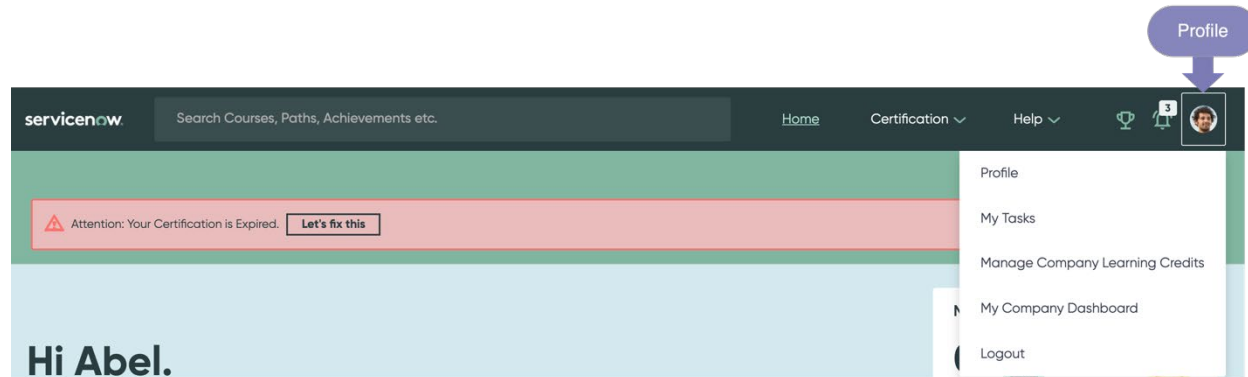 Profile
servicenow.
Search Courses, Paths, Achievements etc.
Home
Certification
Help
3
Profile
Attention: Your Certification is Expired.
Let's fix this
My Tasks
Manage Company Learning Credits
My Company Dashboard
Hi Abel.
Logout